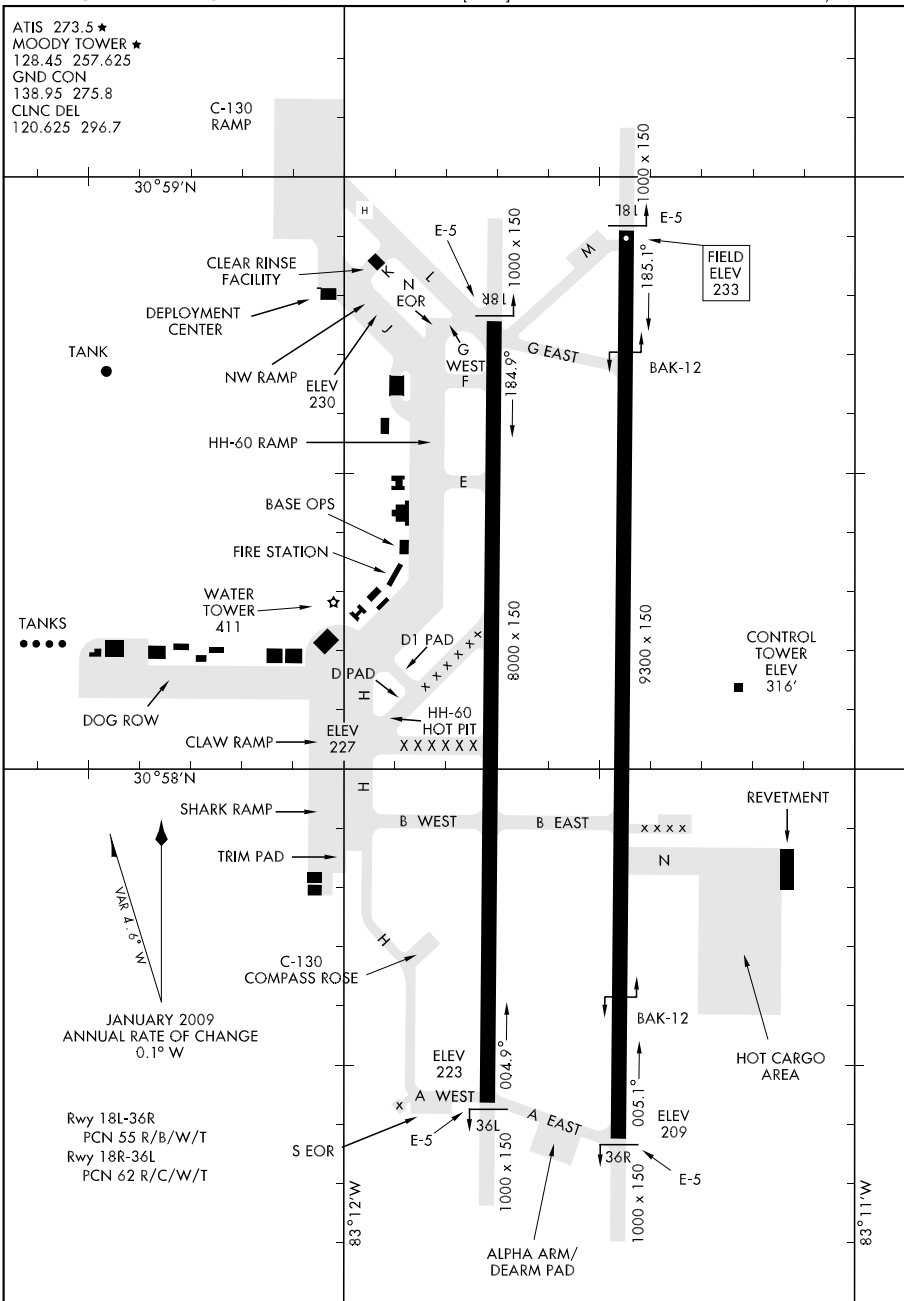 ATIS 273.5 ★
MOODY TOWER ★
128.45 257.625
GND CON
138.95 275.8
CLNC DEL
120.625 296.7
C-130
RAMP
30°59'N
1000 x 150
H
E-5
1000 x 150
18L
E-5
M
FIELD
ELEV
233
185.1°
CLEAR RINSE
FACILITY
K
L
N
EOR
18R
DEPLOYMENT
CENTER
J
TANK
NW RAMP
ELEV
230
G
WEST
F
184.9°
G EAST
BAK-12
HH-60 RAMP
E
BASE OPS
FIRE STATION
WATER
TOWER
411
TANKS
D1 PAD
X X X X X X
8000 x 150
9300 x 150
CONTROL
TOWER
ELEV
316'
D PAD
H
DOG ROW
HH-60
HOT PIT
ELEV
227
CLAW RAMP
X X X X X X
30°58'N
H
SHARK RAMP
REVETMENT
B WEST
B EAST
X X X X
TRIM PAD
N
VAR 4.6° W
H
C-130
COMPASS ROSE
JANUARY 2009
ANNUAL RATE OF CHANGE
0.1° W
BAK-12
HOT CARGO
AREA
ELEV
223
004.9°
005.1°
ELEV
209
X
A WEST
A EAST
Rwy 18L-36R
PCN 55 R/B/W/T
Rwy 18R-36L
PCN 62 R/C/W/T
S EOR
E-5
36L
36R
E-5
1000 x 150
1000 x 150
83°12'W
83°11'W
ALPHA ARM/
DEARM PAD